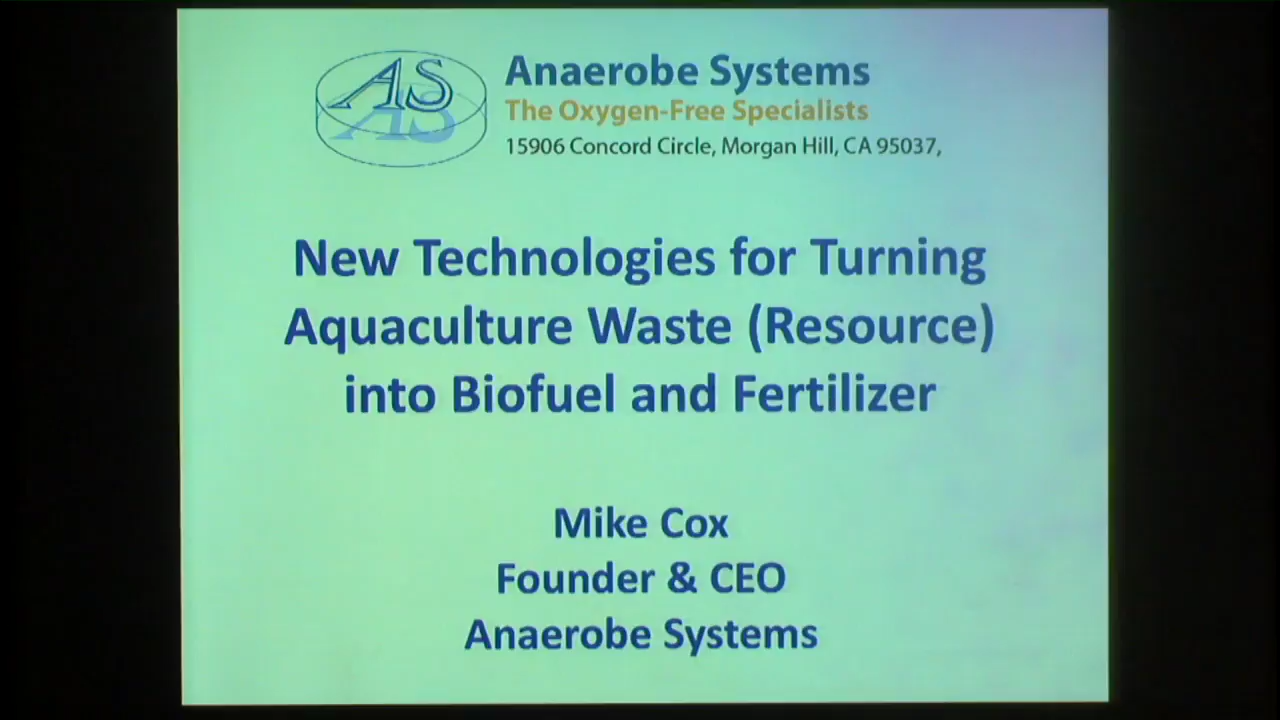 AS
Anaerobe Systems
The Oxygen-Free Specialists
15906 Concord Circle, Morgan Hill, CA 95037,
New Technologies for Turning
Aquaculture Waste (Resource)
into Biofuel and Fertilizer
Mike Cox
Founder & CEO
Anaerobe Systems